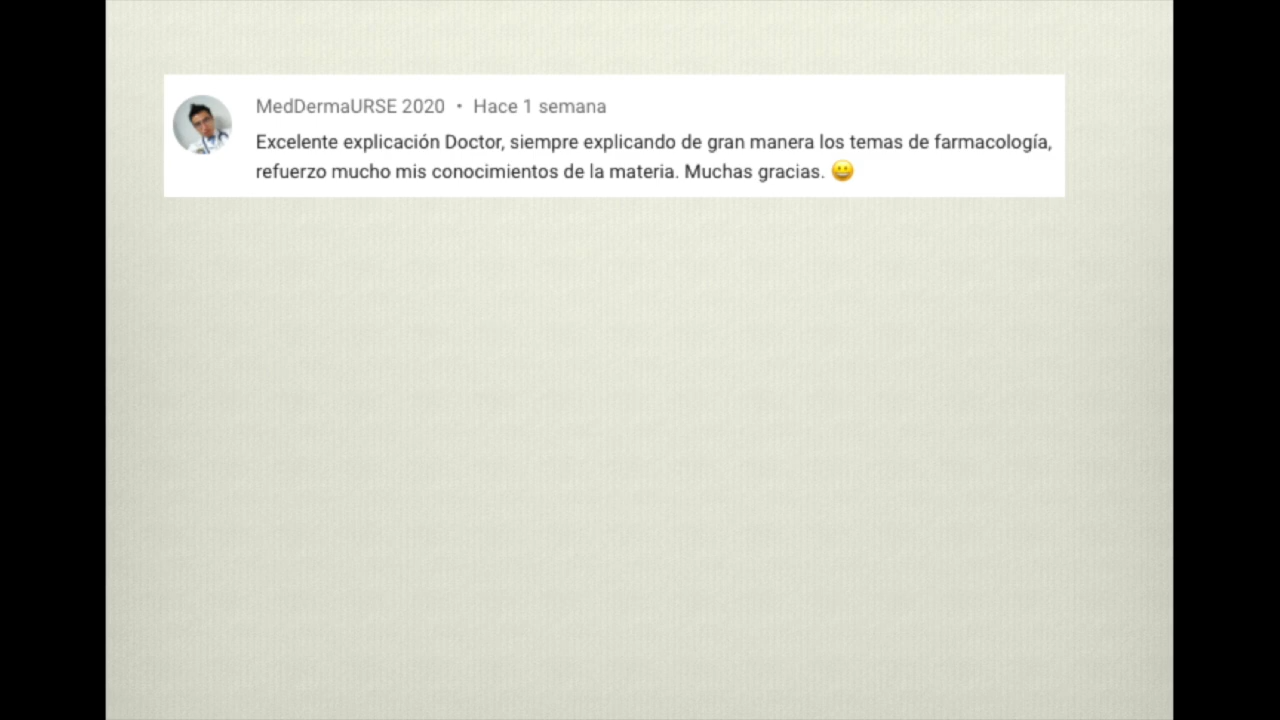 MedDermaURSE 2020 • Hace 1 semana
Excelente explicación Doctor, siempre explicando de gran manera los temas de farmacología,
refuerzo mucho mis conocimientos de la materia. Muchas gracias. 😀